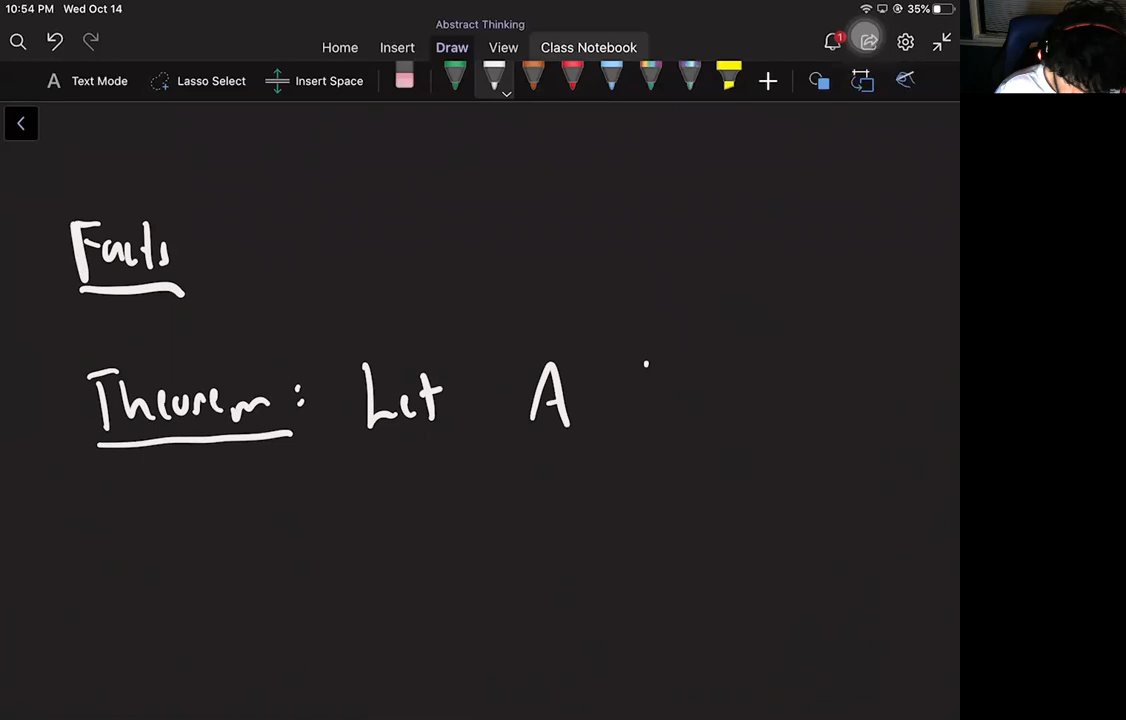 10:54 PM Wed Oct 14
35%
Abstract Thinking
Home Insert Draw View Class Notebook
1
A Text Mode Lasso Select Insert Space
Facts
Theorem: Let A